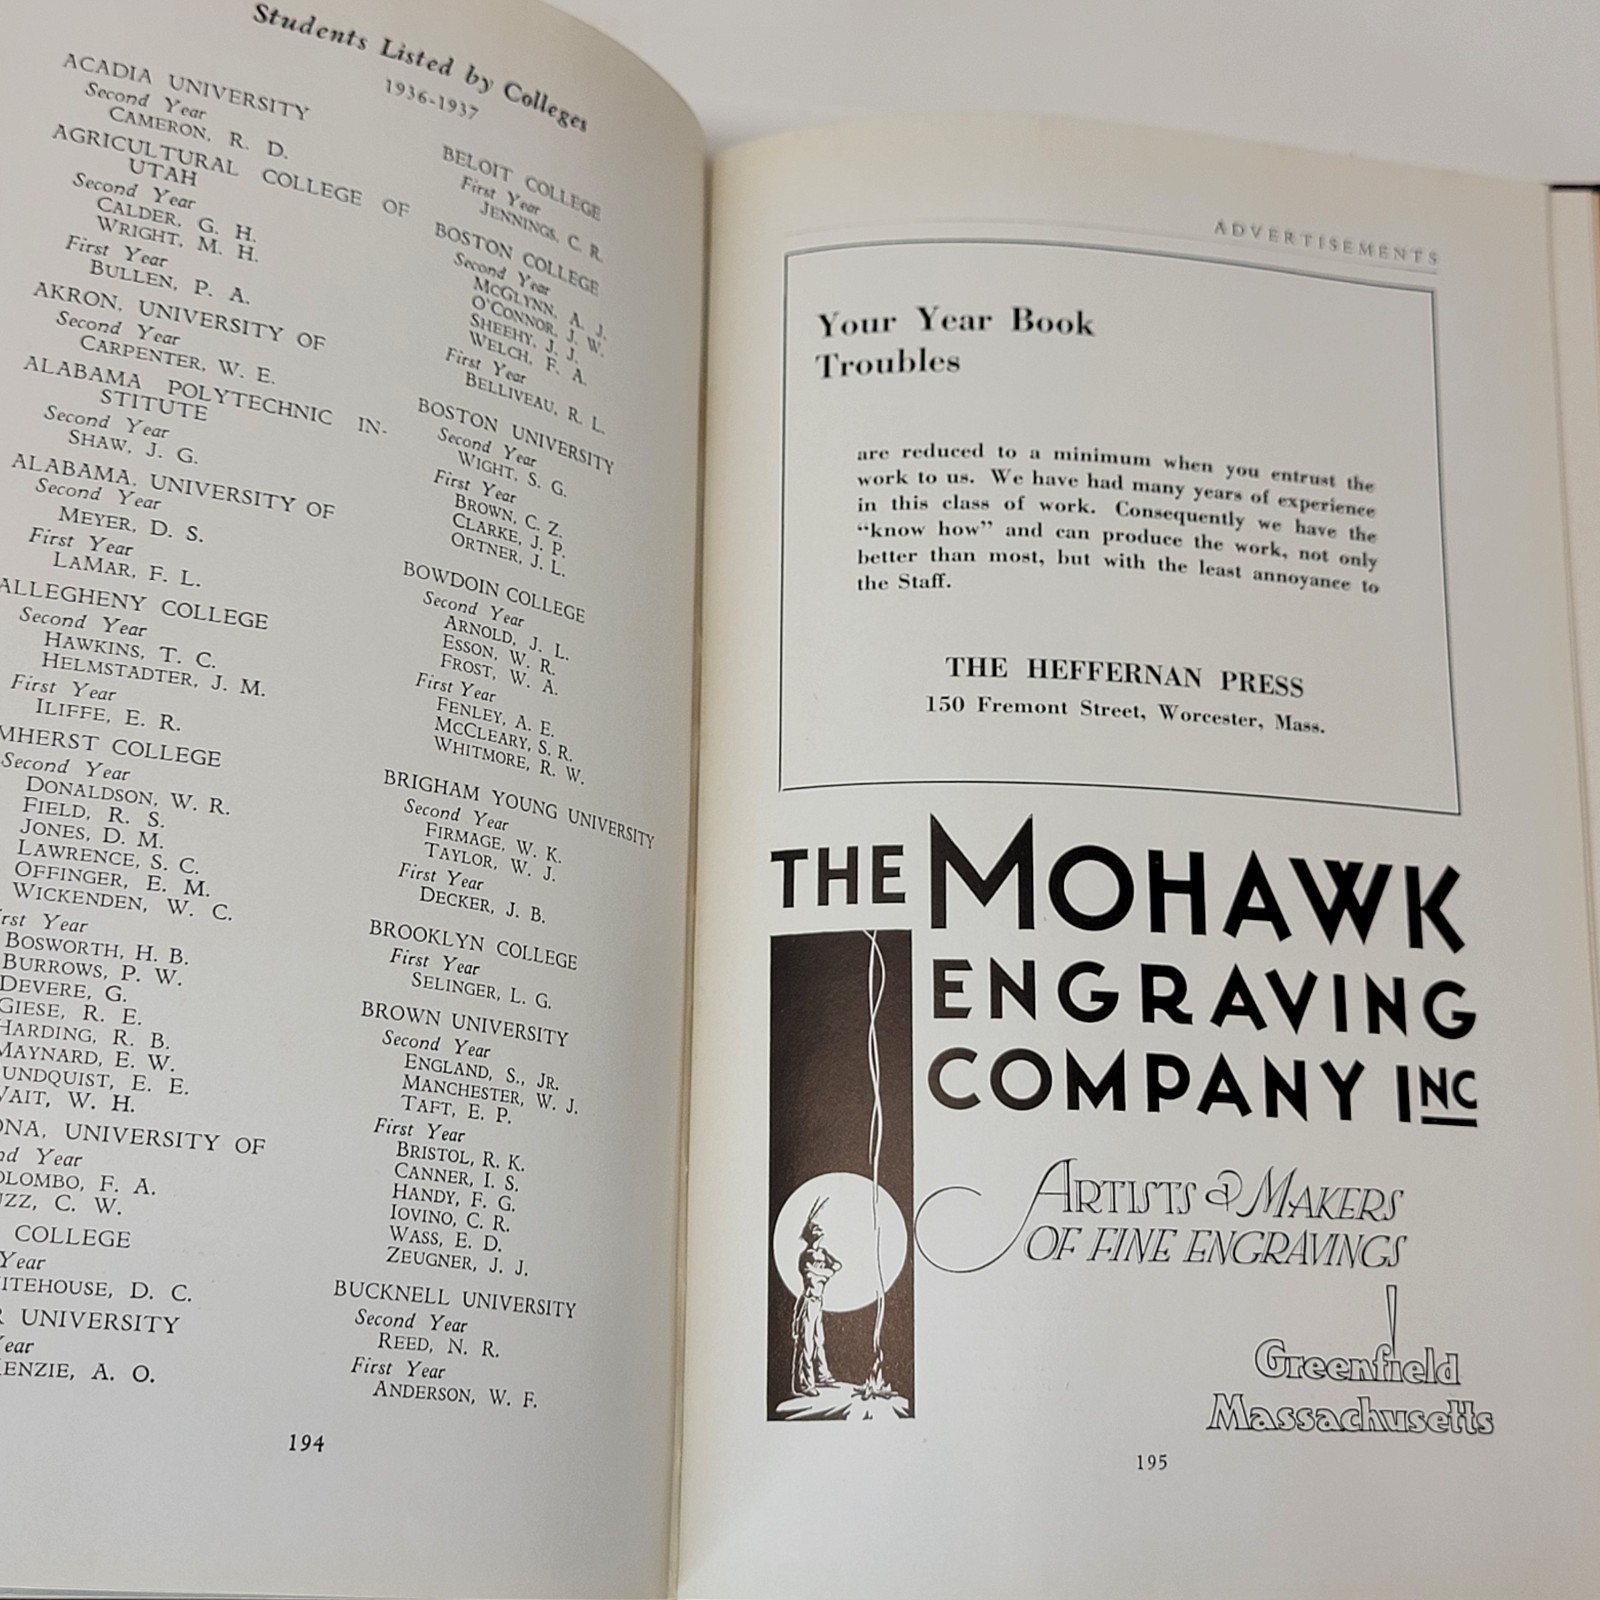 Students Listed by Colleges
1936-1937
ACADIA UNIVERSITY
Second Year
CAMERON, R. D.
AGRICULTURAL COLLEGE OF
UTAH
Second Year
CALDER, G. H.
WRIGHT, M. H.
First Year
BULLEN, P. A.
AKRON, UNIVERSITY OF
Second Year
CARPENTER, W. E.
ALABAMA POLYTECHNIC IN-
STITUTE
Second Year
SHAW, J. G.
ALABAMA, UNIVERSITY OF
Second Year
MEYER, D. S.
First Year
LAMAR, F. L.
ALLEGHENY COLLEGE
Second Year
HAWKINS, T. C.
HELMSTADTER, J. M.
First Year
ILIFFE, E. R.
MHERST COLLEGE
Second Year
DONALDSON, W. R.
FIELD, R. S.
JONES, D. M.
LAWRENCE, S. C.
OFFINGER, E. M.
WICKENDEN, W. C.
rst Year
BOSWORTH, H. B.
BURROWS, P. W.
DEVERE, G.
GIESE, R. E.
HARDING, R. B.
MAYNARD, E. W.
UNDQUIST, E. E.
WAIT, W. H.
ONA, UNIVERSITY OF
nd Year
OLOMBO, F. A.
UZZ, C. W.
COLLEGE
Year
ITEHOUSE, D. C.
R UNIVERSITY
ear
KENZIE, A. O.
BELOIT COLLEGE
First Year
JENNINGS, C. R.
BOSTON COLLEGE
Second Year
MCGLYNN, A. J.
O'CONNOR, J. W.
SHEEHY, J. J.
WELCH, F. A.
First Year
BELLIVEAU, R. L.
BOSTON UNIVERSITY
Second Year
WIGHT, S. G.
First Year
BROWN, C. Z.
CLARKE, J. P.
ORTNER, J. L.
BOWDOIN COLLEGE
Second Year
ARNOLD, J. L.
ESSON, W. R.
FROST, W. A.
First Year
FENLEY, A. E.
MCCLEARY, S. R.
WHITMORE, R. W.
BRIGHAM YOUNG UNIVERSITY
Second Year
FIRMAGE, W. K.
TAYLOR, W. J.
First Year
DECKER, J. B.
BROOKLYN COLLEGE
First Year
SELINGER, L. G.
BROWN UNIVERSITY
Second Year
ENGLAND, S., JR.
MANCHESTER, W. J.
TAFT, E. P.
First Year
BRISTOL, R. K.
CANNER, I. S.
HANDY, F. G.
IOVINO, C. R.
WASS, E. D.
ZEUGNER, J. J.
BUCKNELL UNIVERSITY
Second Year
REED, N. R.
First Year
ANDERSON, W. F.
194
ADVERTISEMENTS
Your Year Book
Troubles
are reduced to a minimum when you entrust the
work to us. We have had many years of experience
in this class of work. Consequently we have the
“know how” and can produce the work, not only
better than most, but with the least annoyance to
the Staff.
THE HEFFERNAN PRESS
150 Fremont Street, Worcester, Mass.
THE MOHAWK
ENGRAVING
COMPANY INC
ARTISTS & MAKERS
OF FINE ENGRAVINGS
Greenfield
Massachusetts
195